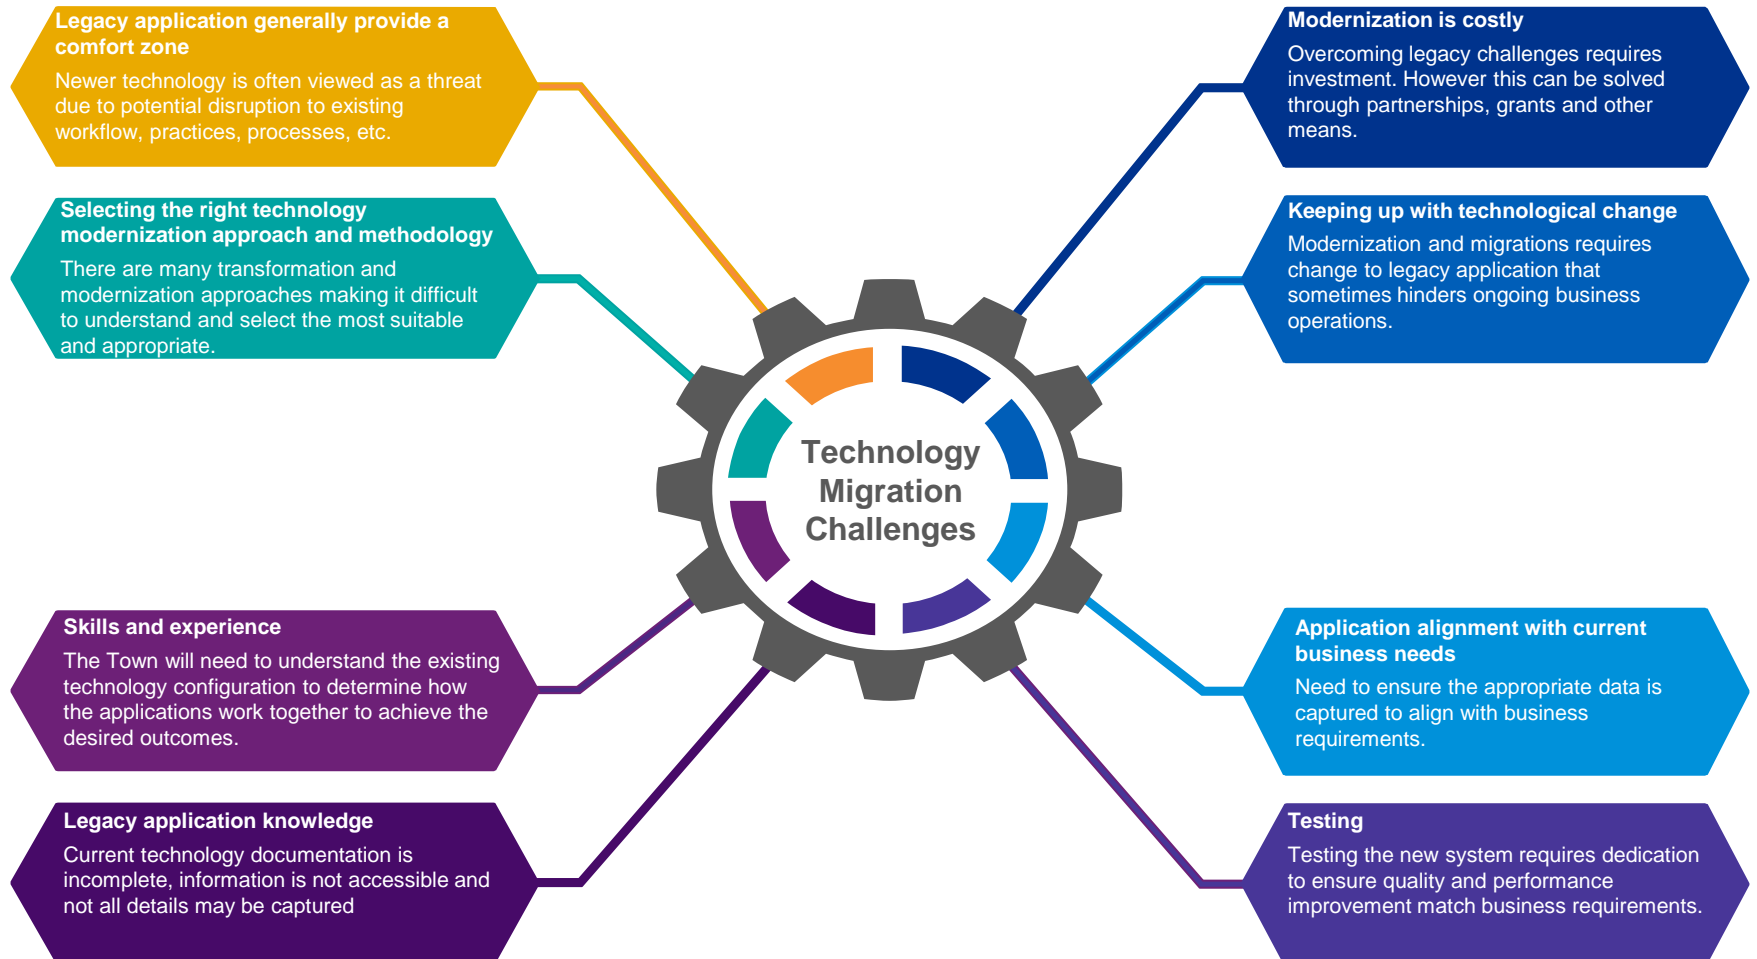 Legacy application generally provide a
comfort zone
Newer technology is often viewed as a threat
due to potential disruption to existing
workflow, practices, processes, etc.
Selecting the right technology
modernization approach and methodology
There are many transformation and
modernization approaches making it difficult
to understand and select the most suitable
and appropriate.
Skills and experience
The Town will need to understand the existing
technology configuration to determine how
the applications work together to achieve the
desired outcomes.
Legacy application knowledge
Current technology documentation is
incomplete, information is not accessible and
not all details may be captured
Technology
Migration
Challenges
Modernization is costly
Overcoming legacy challenges requires
investment. However this can be solved
through partnerships, grants and other
means.
Keeping up with technological change
Modernization and migrations requires
change to legacy application that
sometimes hinders ongoing business
operations.
Application alignment with current
business needs
Need to ensure the appropriate data is
captured to align with business
requirements.
Testing
Testing the new system requires dedication
to ensure quality and performance
improvement match business requirements.